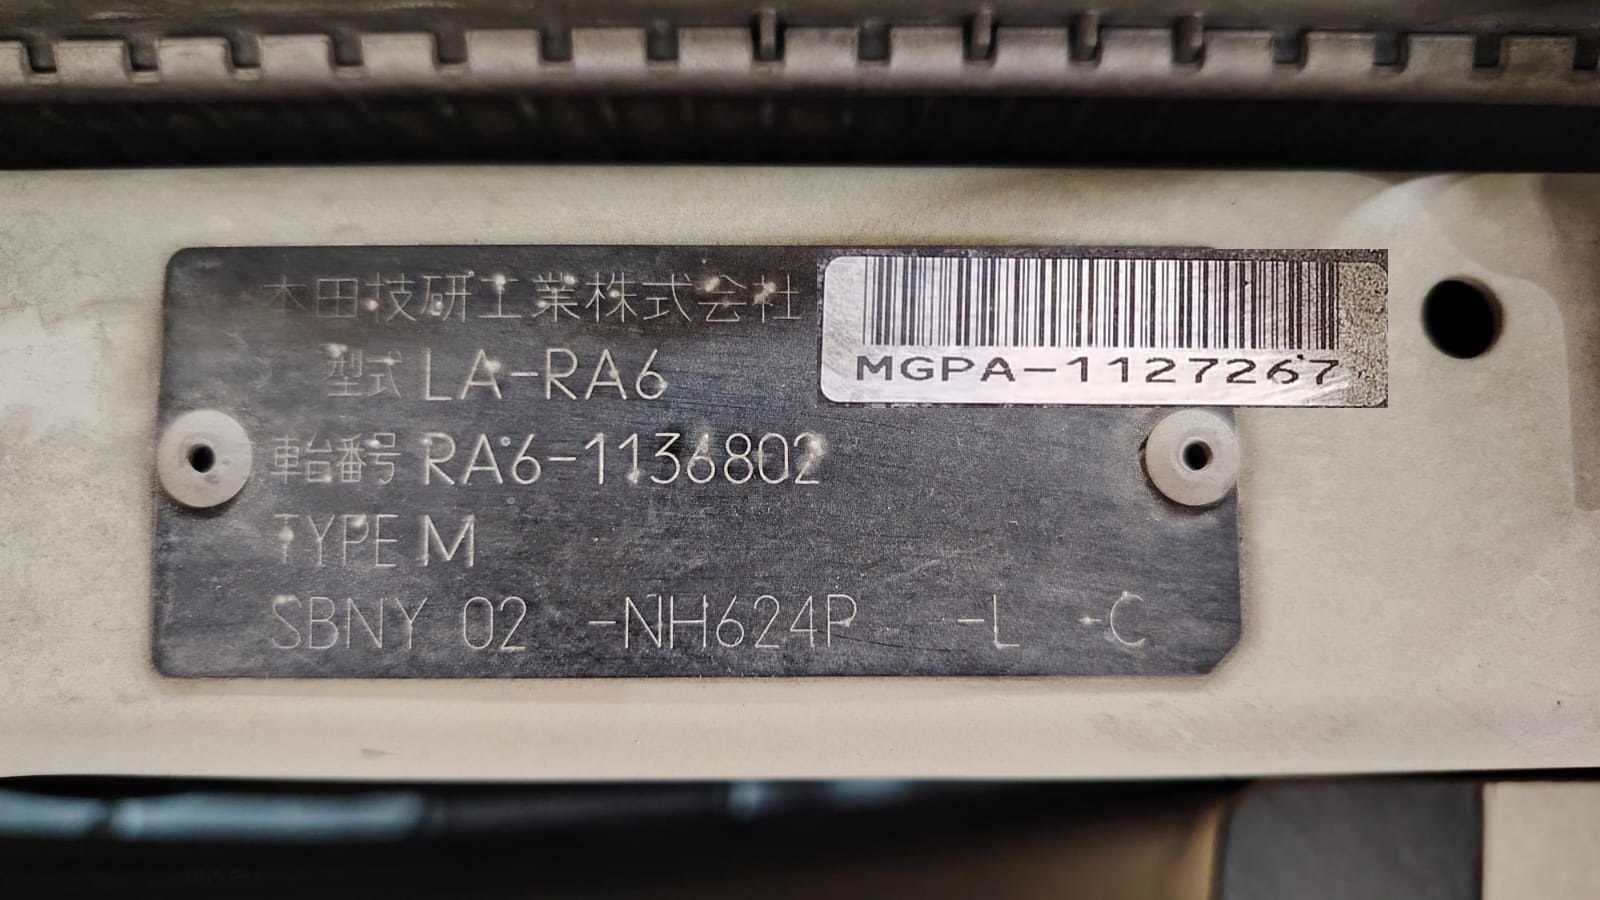 本田技研工業株式会社
MGPA-1127267
型式 LA-RA6
車台番号 RA6-1136802
TYPE M
SBNY 02 -NH624P -L -C